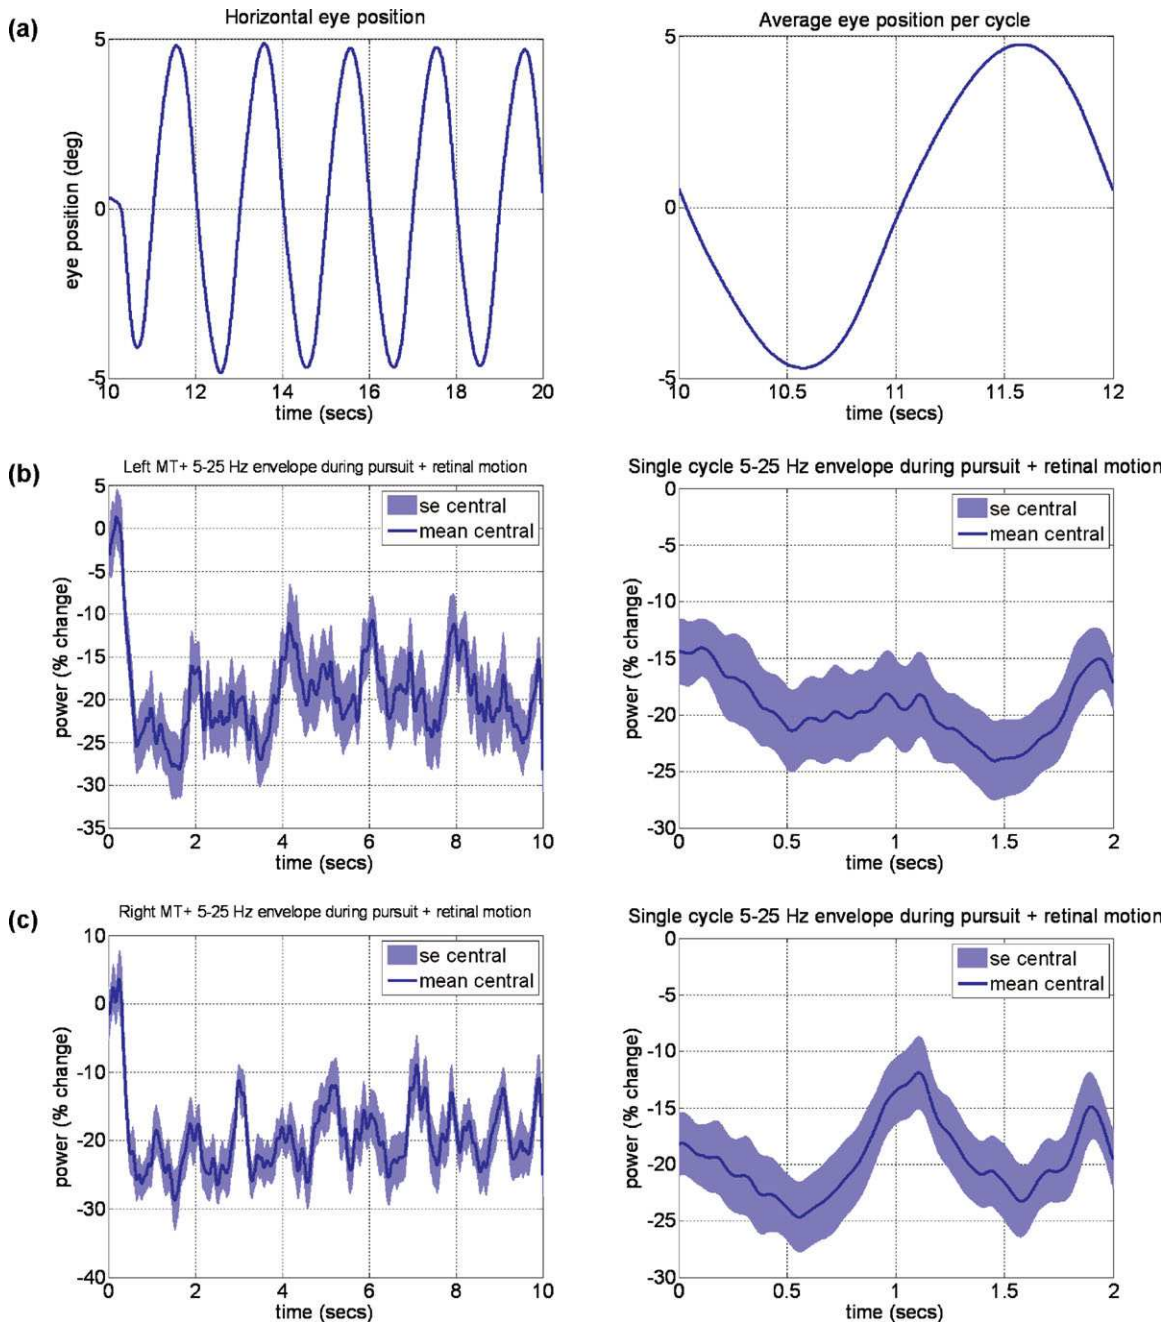 (a)
Horizontal eye position
5
0
-5
eye position (deg)
10 12 14 16 18 20
time (secs)
Average eye position per cycle
5
0
-5
10 10.5 11 11.5 12
time (secs)
(b)
Left MT+ 5-25 Hz envelope during pursuit + retinal motion
5
0
-5
-10
-15
-20
-25
-30
-35
power (% change)
se central
mean central
0 2 4 6 8 10
time (secs)
Single cycle 5-25 Hz envelope during pursuit + retinal motion
0
-5
-10
-15
-20
-25
-30
power (% change)
se central
mean central
0 0.5 1 1.5 2
time (secs)
(c)
Right MT+ 5-25 Hz envelope during pursuit + retinal motion
10
0
-10
-20
-30
-40
power (% change)
se central
mean central
0 2 4 6 8 10
time (secs)
Single cycle 5-25 Hz envelope during pursuit + retinal motion
0
-5
-10
-15
-20
-25
-30
power (% change)
se central
mean central
0 0.5 1 1.5 2
time (secs)